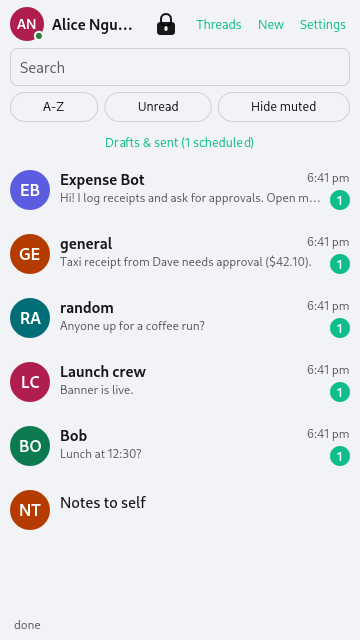 AN Alice Ngu… Threads New Settings
Search
A-Z Unread Hide muted
Drafts & sent (1 scheduled)
EB Expense Bot 6:41 pm
Hi! I log receipts and ask for approvals. Open m… 1
GE general 6:41 pm
Taxi receipt from Dave needs approval ($42.10). 1
RA random 6:41 pm
Anyone up for a coffee run? 1
LC Launch crew 6:41 pm
Banner is live. 1
BO Bob 6:41 pm
Lunch at 12:30? 1
NT Notes to self
done